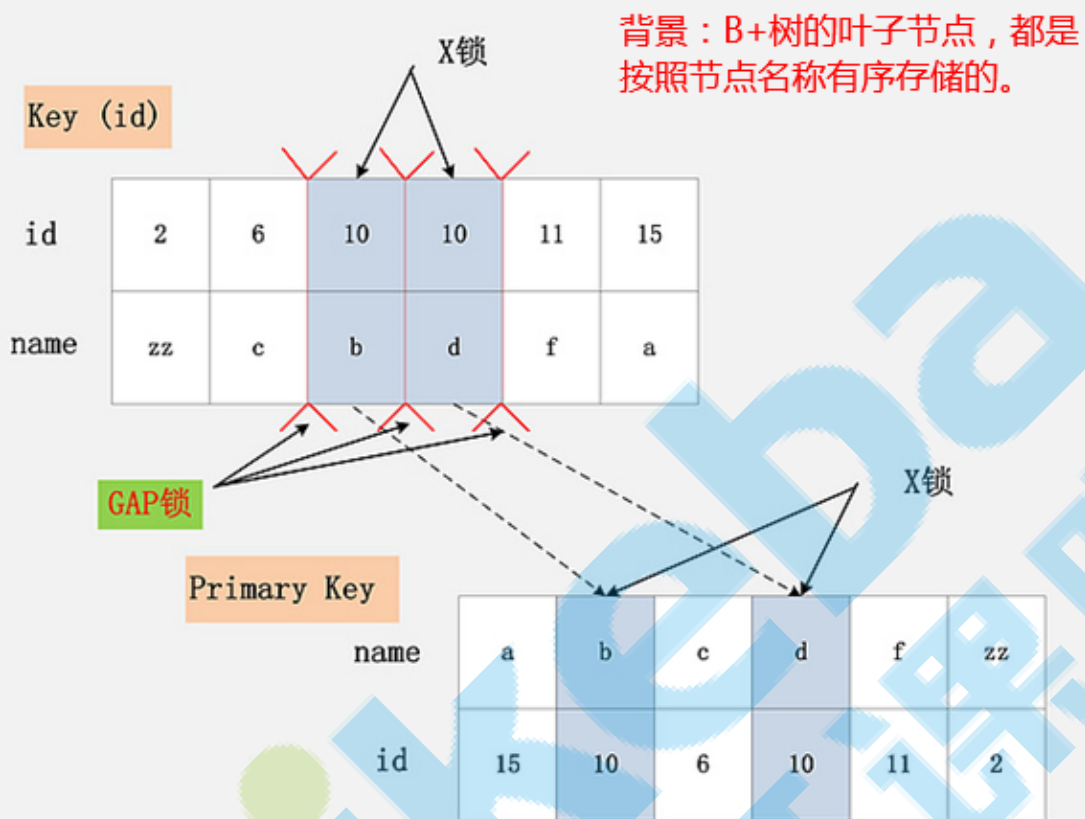 背景：B+树的叶子节点，都是
按照节点名称有序存储的。
X锁
Key (id)
id 2 6 10 10 11 15
name zz c b d f a
GAP锁
X锁
Primary Key
name a b c d f zz
id 15 10 6 10 11 2